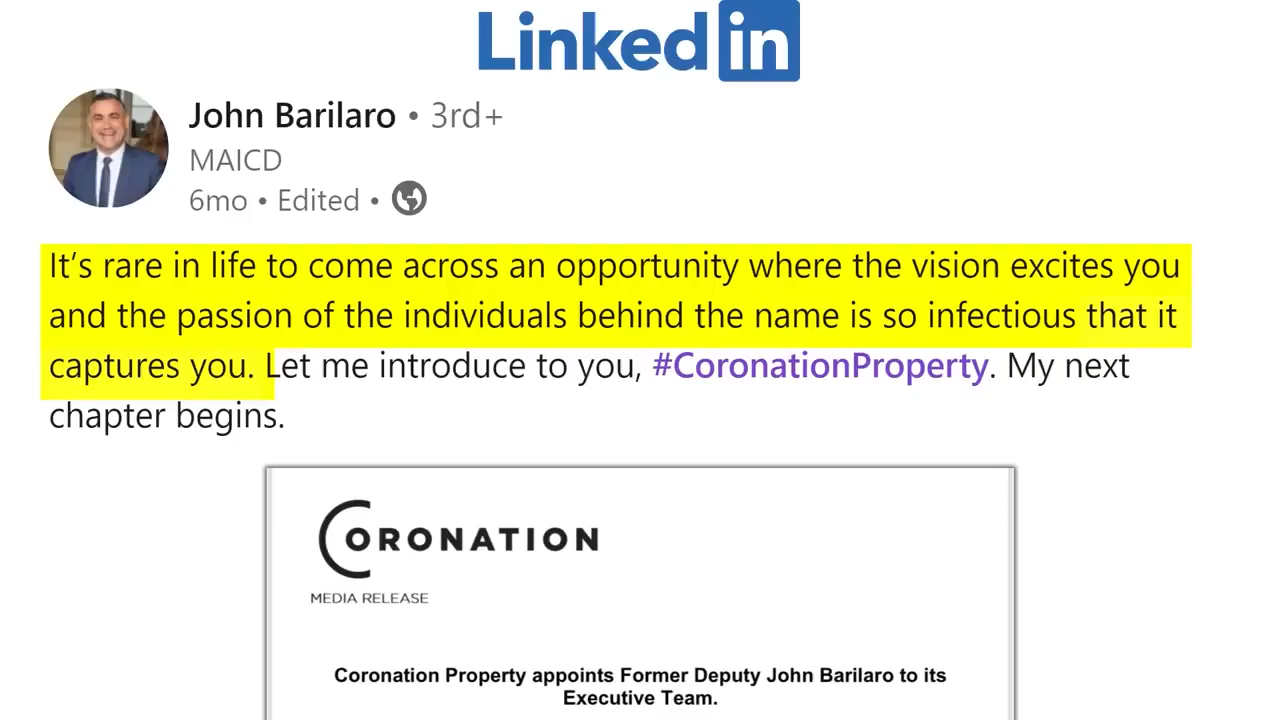 Linkedin
John Barilaro • 3rd+
MAICD
6mo • Edited •
It’s rare in life to come across an opportunity where the vision excites you
and the passion of the individuals behind the name is so infectious that it
captures you. Let me introduce to you, #CoronationProperty. My next
chapter begins.
CORONATION
MEDIA RELEASE
Coronation Property appoints Former Deputy John Barilaro to its
Executive Team.